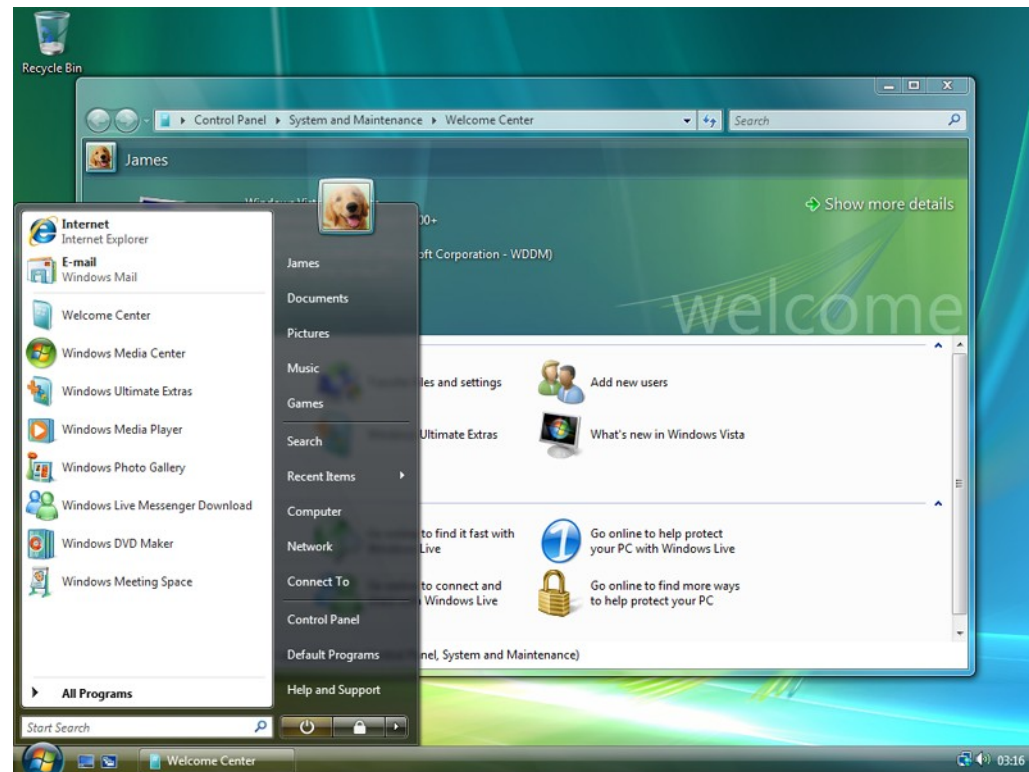 Recycle Bin
Control Panel
System and Maintenance
Welcome Center
Search
James
Show more details
00+
Corporation - WDDM)
welcome
Internet
Internet Explorer
E-mail
Windows Mail
Welcome Center
Windows Media Center
Windows Ultimate Extras
Windows Media Player
Windows Photo Gallery
Windows Live Messenger Download
Windows DVD Maker
Windows Meeting Space
All Programs
Start Search
James
Documents
Pictures
Music
Games
Search
Recent Items
Computer
Network
Connect To
Control Panel
Default Programs
Help and Support
and settings
Add new users
Ultimate Extras
What's new in Windows Vista
to find it fast with
Live
Go online to help protect
your PC with Windows Live
to connect and
Windows Live
Go online to find more ways
to help protect your PC
System and Maintenance)
Welcome Center
03:16